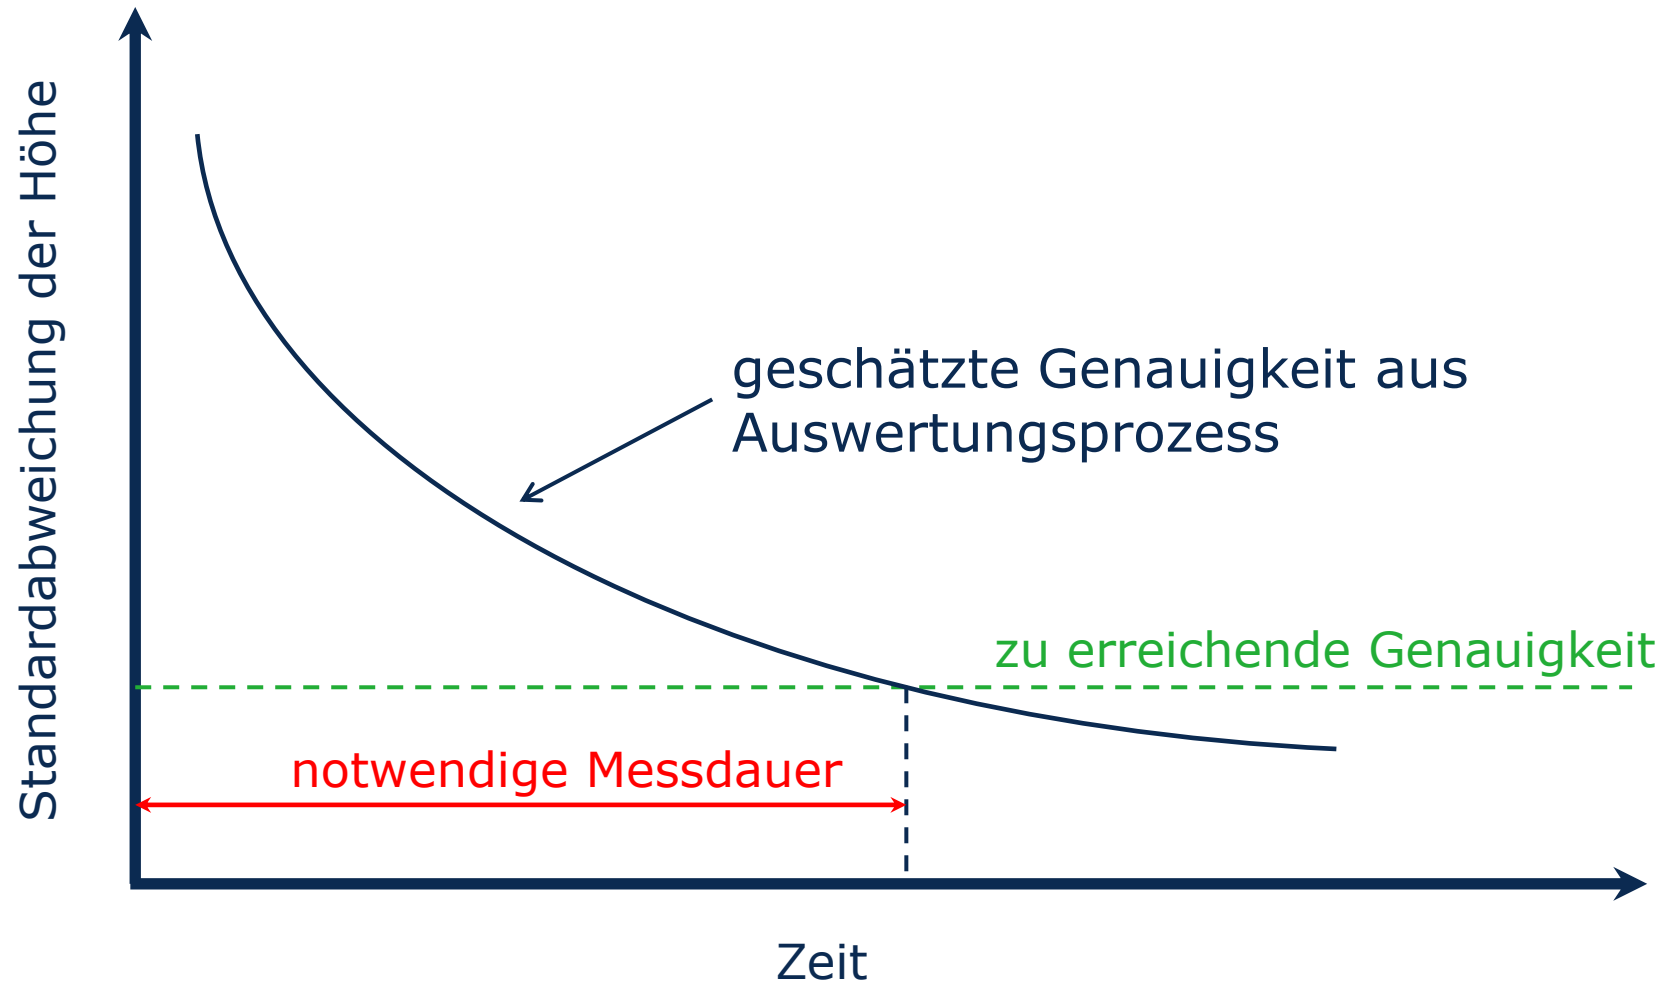 Standardabweichung der Höhe
geschätzte Genauigkeit aus
Auswertungsprozess
zu erreichende Genauigkeit
notwendige Messdauer
Zeit